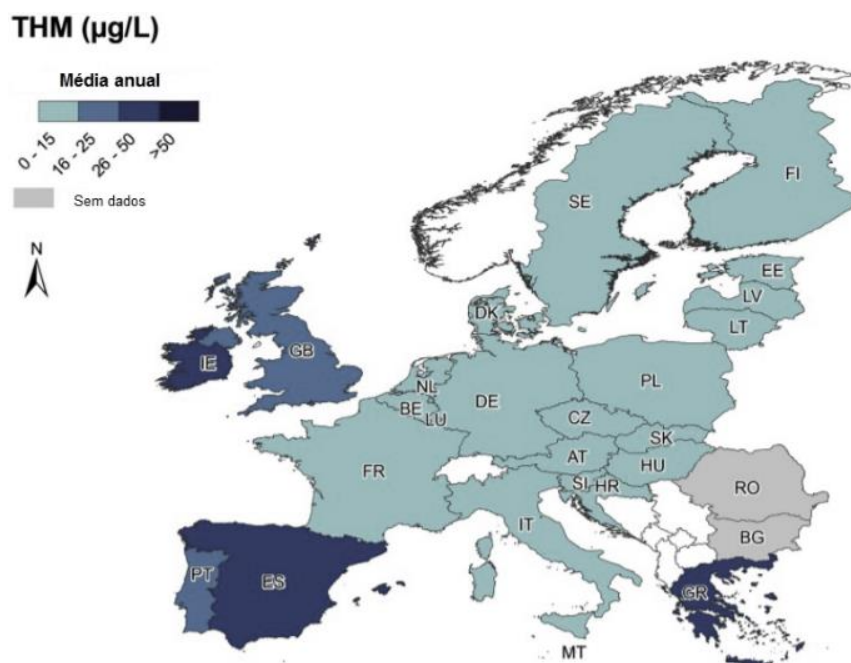 THM (µg/L)
Média anual
0 - 15
16 - 25
26 - 50
>50
Sem dados
N
FI
SE
EE
LV
DK
LT
IE
GB
NL
PL
BE
DE
LU
CZ
SK
AT
HU
FR
SI
HR
RO
IT
BG
PT
ES
GR
MT